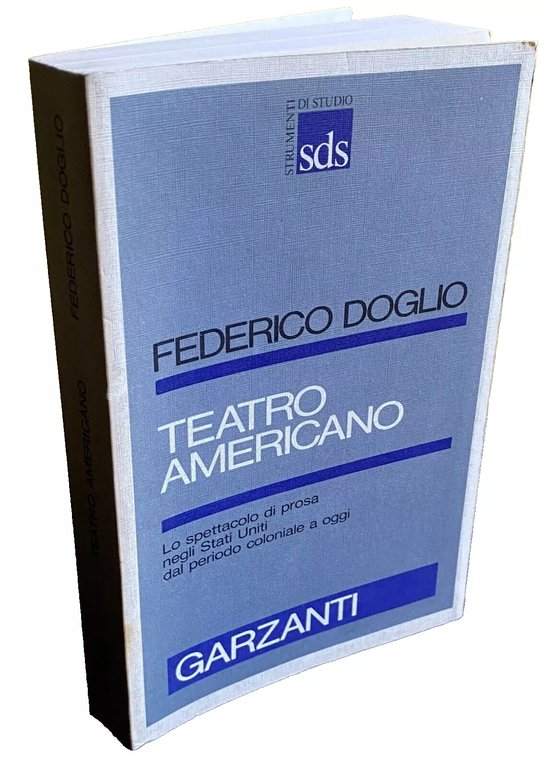 STRUMENTI
DI STUDIO
sds
FEDERICO DOGLIO
TEATRO
AMERICANO
Lo spettacolo di prosa
negli Stati Uniti
dal periodo coloniale a oggi
GARZANTI
FEDERICO DOGLIO
TEATRO AMERICANO